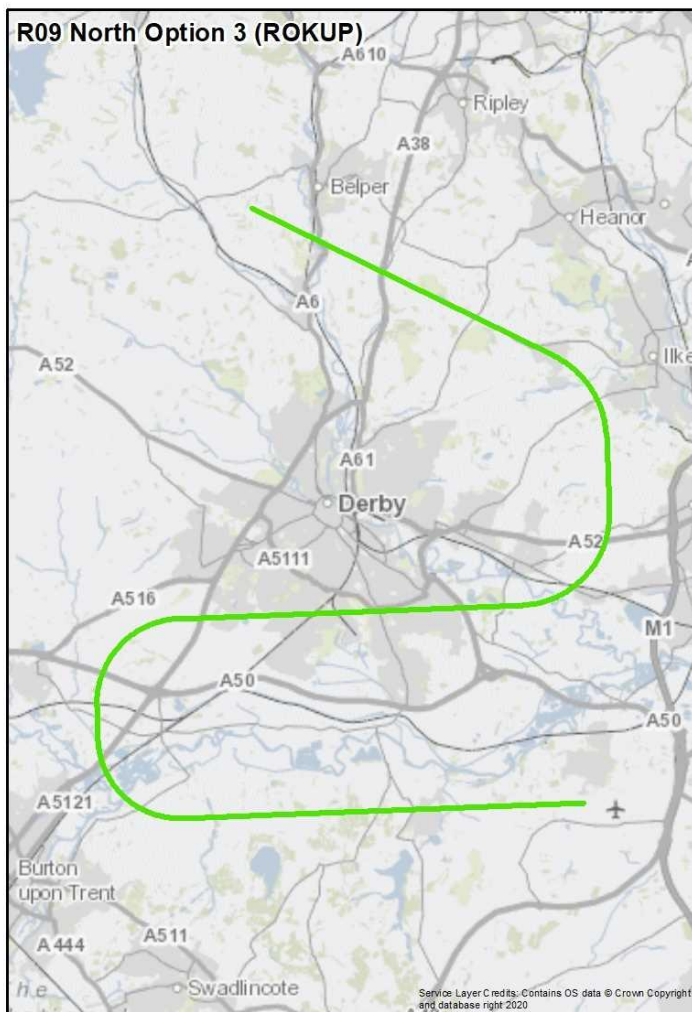 R09 North Option 3 (ROKUP)
A610
Ripley
A38
Belper
Heanor
A6
Ilke
A52
A61
Derby
A52
A5111
A516
M1
A50
A50
A5121
Burton
upon Trent
A511
A444
Swadlincote
he
Service Layer Credits: Contains OS data © Crown Copyright
and database right 2020